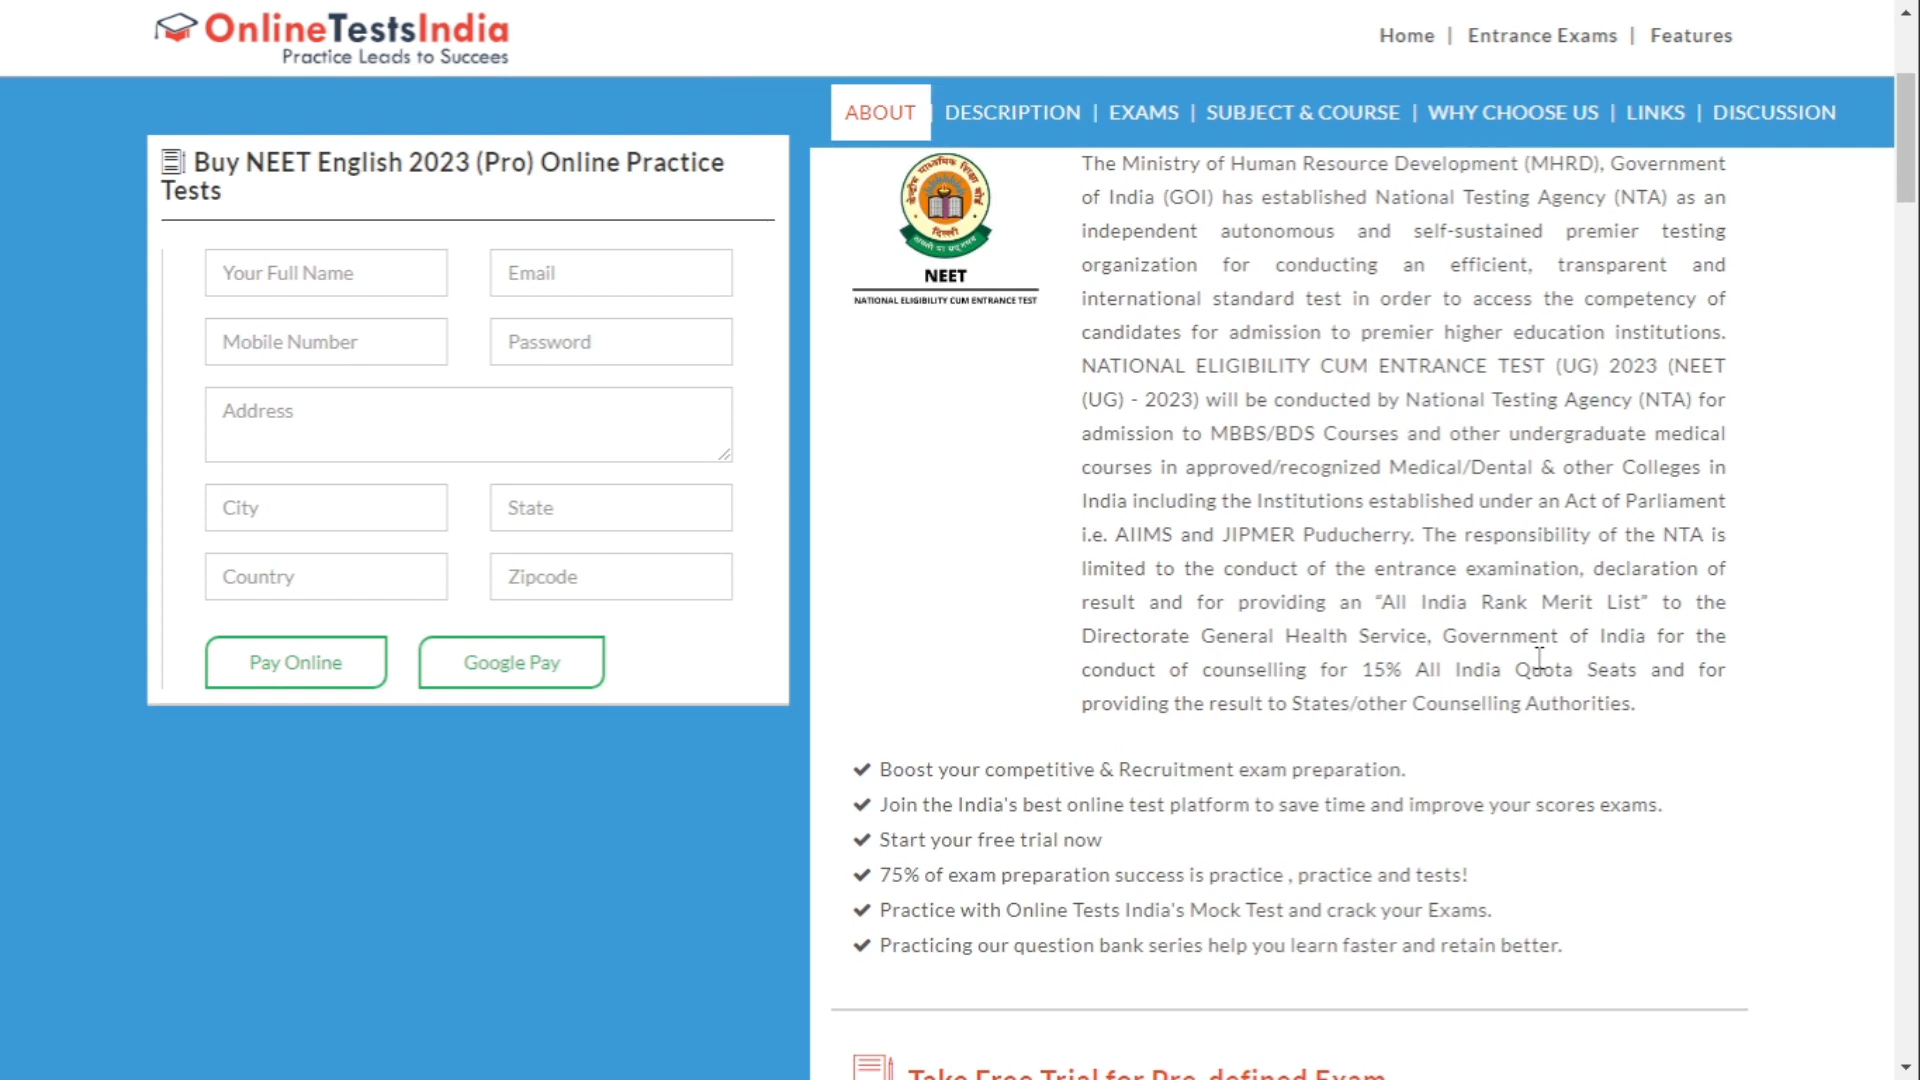 OnlineTestsIndia
Practice Leads to Succees
Home | Entrance Exams | Features
ABOUT | DESCRIPTION | EXAMS | SUBJECT & COURSE | WHY CHOOSE US | LINKS | DISCUSSION
Buy NEET English 2023 (Pro) Online Practice
Tests
Your Full Name
Email
Mobile Number
Password
Address
City
State
Country
Zipcode
Pay Online
Google Pay
दिल्ली
NEET
NATIONAL ELIGIBILITY CUM ENTRANCE TEST
The Ministry of Human Resource Development (MHRD), Government
of India (GOI) has established National Testing Agency (NTA) as an
independent autonomous and self-sustained premier testing
organization for conducting an efficient, transparent and
international standard test in order to access the competency of
candidates for admission to premier higher education institutions.
NATIONAL ELIGIBILITY CUM ENTRANCE TEST (UG) 2023 (NEET
(UG) - 2023) will be conducted by National Testing Agency (NTA) for
admission to MBBS/BDS Courses and other undergraduate medical
courses in approved/recognized Medical/Dental & other Colleges in
India including the Institutions established under an Act of Parliament
i.e. AIIMS and JIPMER Puducherry. The responsibility of the NTA is
limited to the conduct of the entrance examination, declaration of
result and for providing an “All India Rank Merit List” to the
Directorate General Health Service, Government of India for the
conduct of counselling for 15% All India Quota Seats and for
providing the result to States/other Counselling Authorities.
Boost your competitive & Recruitment exam preparation.
Join the India's best online test platform to save time and improve your scores exams.
Start your free trial now
75% of exam preparation success is practice , practice and tests!
Practice with Online Tests India's Mock Test and crack your Exams.
Practicing our question bank series help you learn faster and retain better.
Take Free Trial for Pre-defined Exam